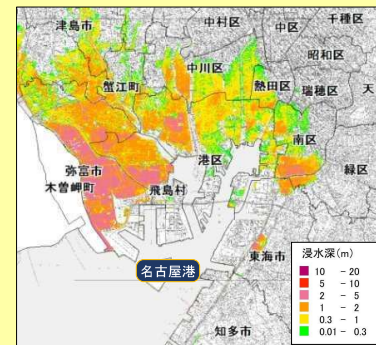 津島市
中村区
中区
千種区
昭和区
中川区
蟹江町
熱田区
瑞穂区
天
南区
港区
緑区
弥富市
木曽岬町
飛島村
東海市
名古屋港
知多市
浸水深(m)
10 - 20
5 - 10
2 - 5
1 - 2
0.3 - 1
0.01 - 0.3